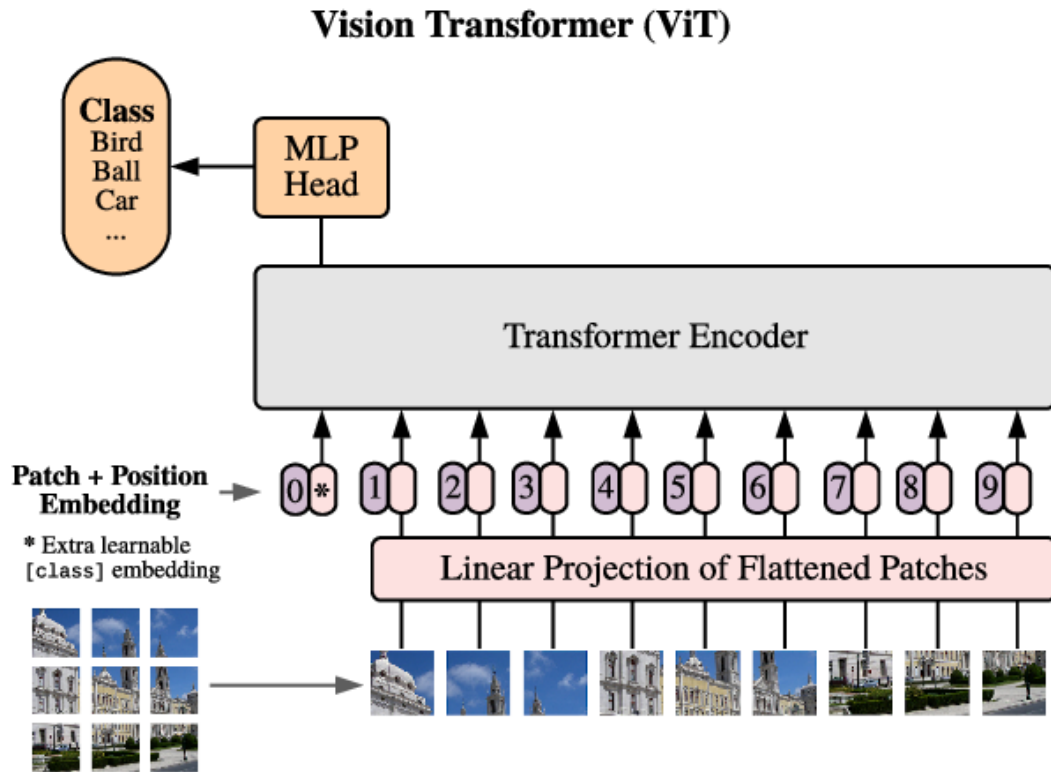 Vision Transformer (ViT)
Class
Bird
Ball
Car
...
MLP
Head
Transformer Encoder
Patch + Position
Embedding
0 * 1 2 3 4 5 6 7 8 9
* Extra learnable
[class] embedding
Linear Projection of Flattened Patches